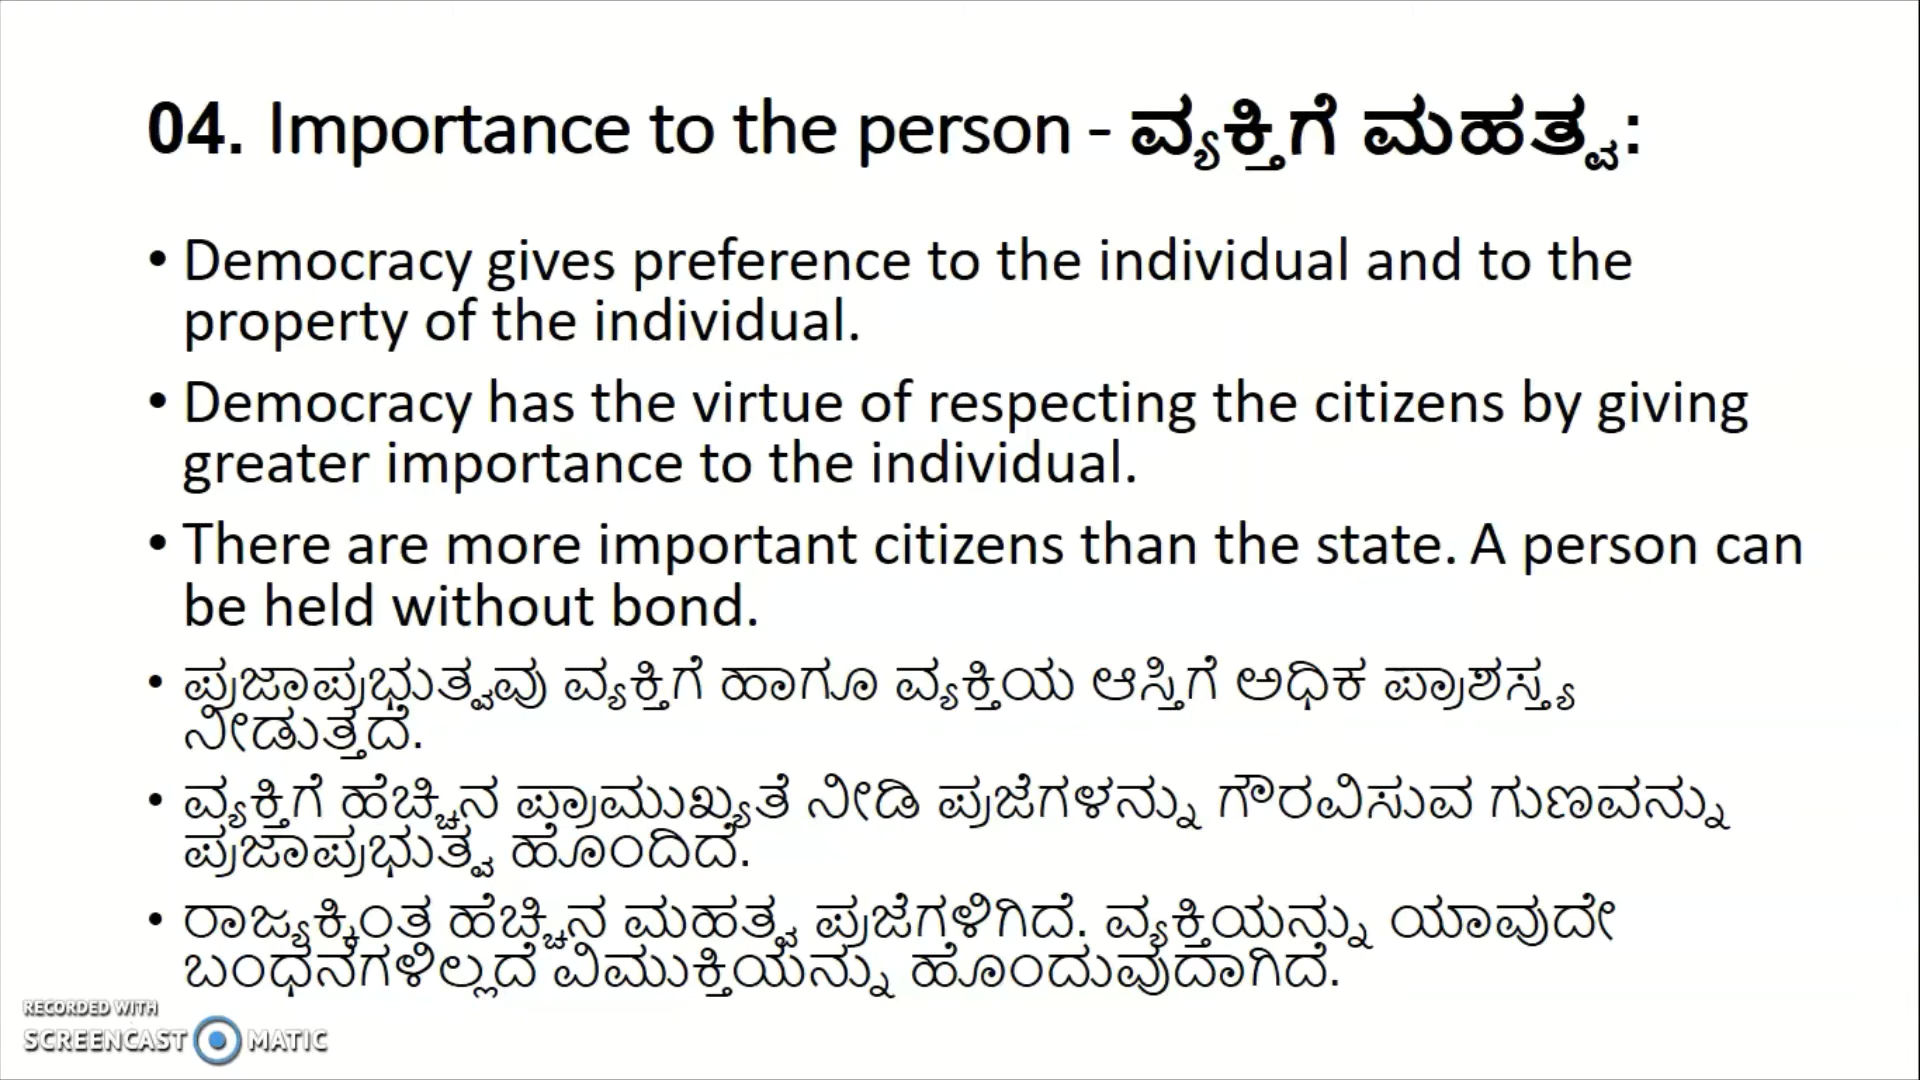 04. Importance to the person - ವ್ಯಕ್ತಿಗೆ ಮಹತ್ವ:
• Democracy gives preference to the individual and to the
property of the individual.
• Democracy has the virtue of respecting the citizens by giving
greater importance to the individual.
• There are more important citizens than the state. A person can
be held without bond.
• ಪ್ರಜಾಪ್ರಭುತ್ವವು ವ್ಯಕ್ತಿಗೆ ಹಾಗೂ ವ್ಯಕ್ತಿಯ ಆಸ್ತಿಗೆ ಅಧಿಕ ಪ್ರಾಶಸ್ತ್ಯ
ನೀಡುತ್ತದೆ.
• ವ್ಯಕ್ತಿಗೆ ಹೆಚ್ಚಿನ ಪ್ರಾಮುಖ್ಯತೆ ನೀಡಿ ಪ್ರಜೆಗಳನ್ನು ಗೌರವಿಸುವ ಗುಣವನ್ನು
ಪ್ರಜಾಪ್ರಭುತ್ವ ಹೊಂದಿದೆ.
• ರಾಜ್ಯಕ್ಕಿಂತ ಹೆಚ್ಚಿನ ಮಹತ್ವ ಪ್ರಜೆಗಳಿಗಿದೆ. ವ್ಯಕ್ತಿಯನ್ನು ಯಾವುದೇ
ಬಂಧನಗಳಿಲ್ಲದೆ ವಿಮುಕ್ತಿಯನ್ನು ಹೊಂದುವುದಾಗಿದೆ.
RECORDED WITH
SCREENCAST MATIC